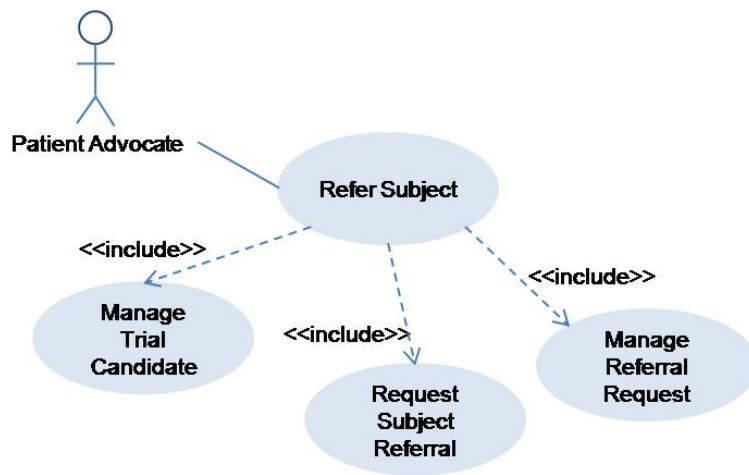 Patient Advocate
Refer Subject
<<include>>
<<include>>
<<include>>
Manage
Trial
Candidate
Request
Subject
Referral
Manage
Referral
Request